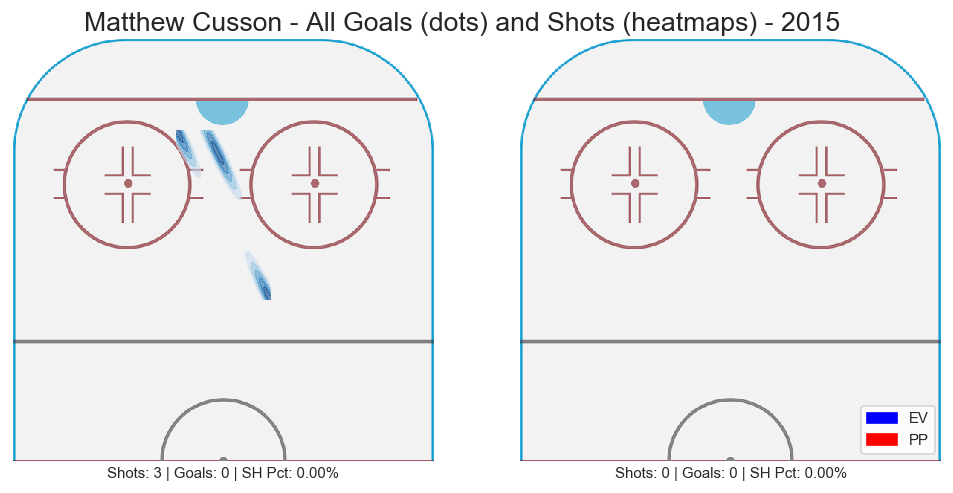 Matthew Cusson - All Goals (dots) and Shots (heatmaps) - 2015
EV
PP
Shots: 3 | Goals: 0 | SH Pct: 0.00%
Shots: 0 | Goals: 0 | SH Pct: 0.00%